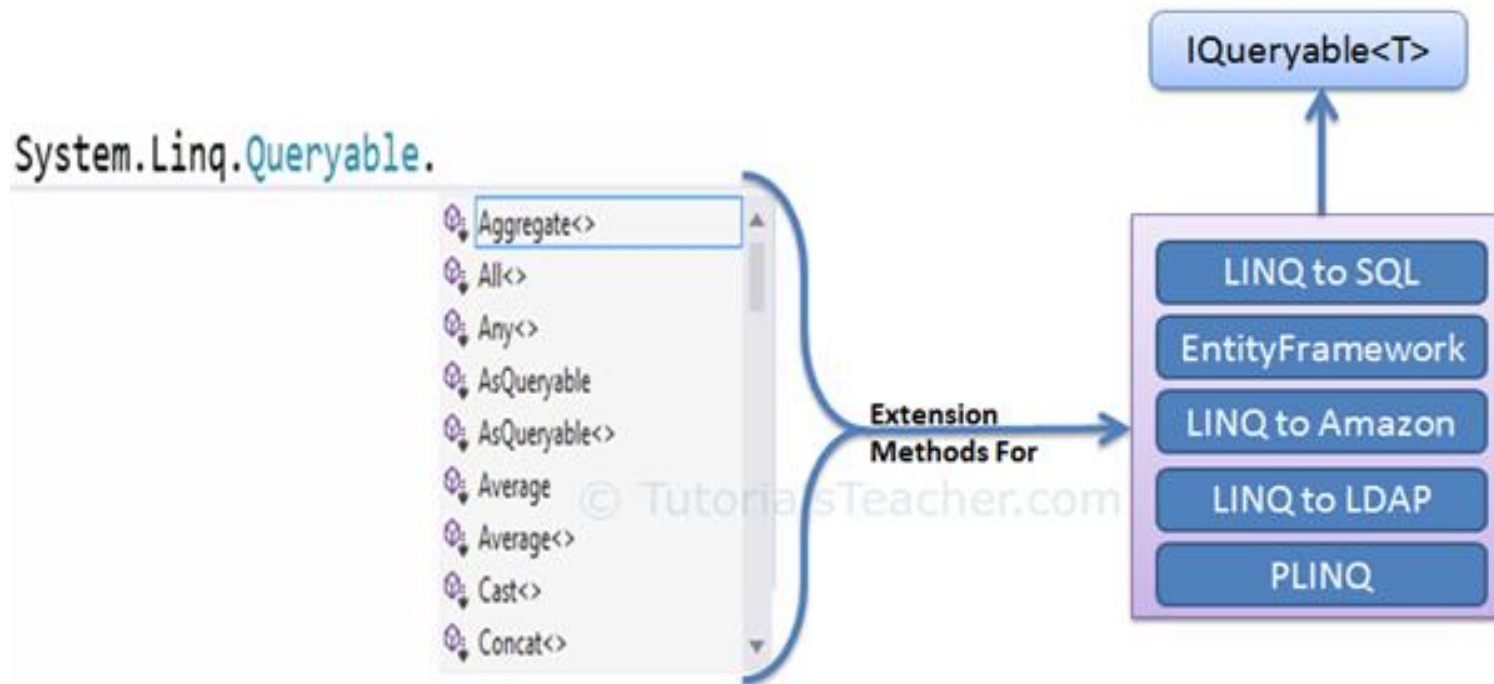 System.Linq.Queryable.
Aggregate<>
All<>
Any<>
AsQueryable
AsQueryable<>
Average
Average<>
Cast<>
Concat<>
Extension
Methods For
IQueryable<T>
LINQ to SQL
EntityFramework
LINQ to Amazon
LINQ to LDAP
PLINQ
© TutorialsTeacher.com